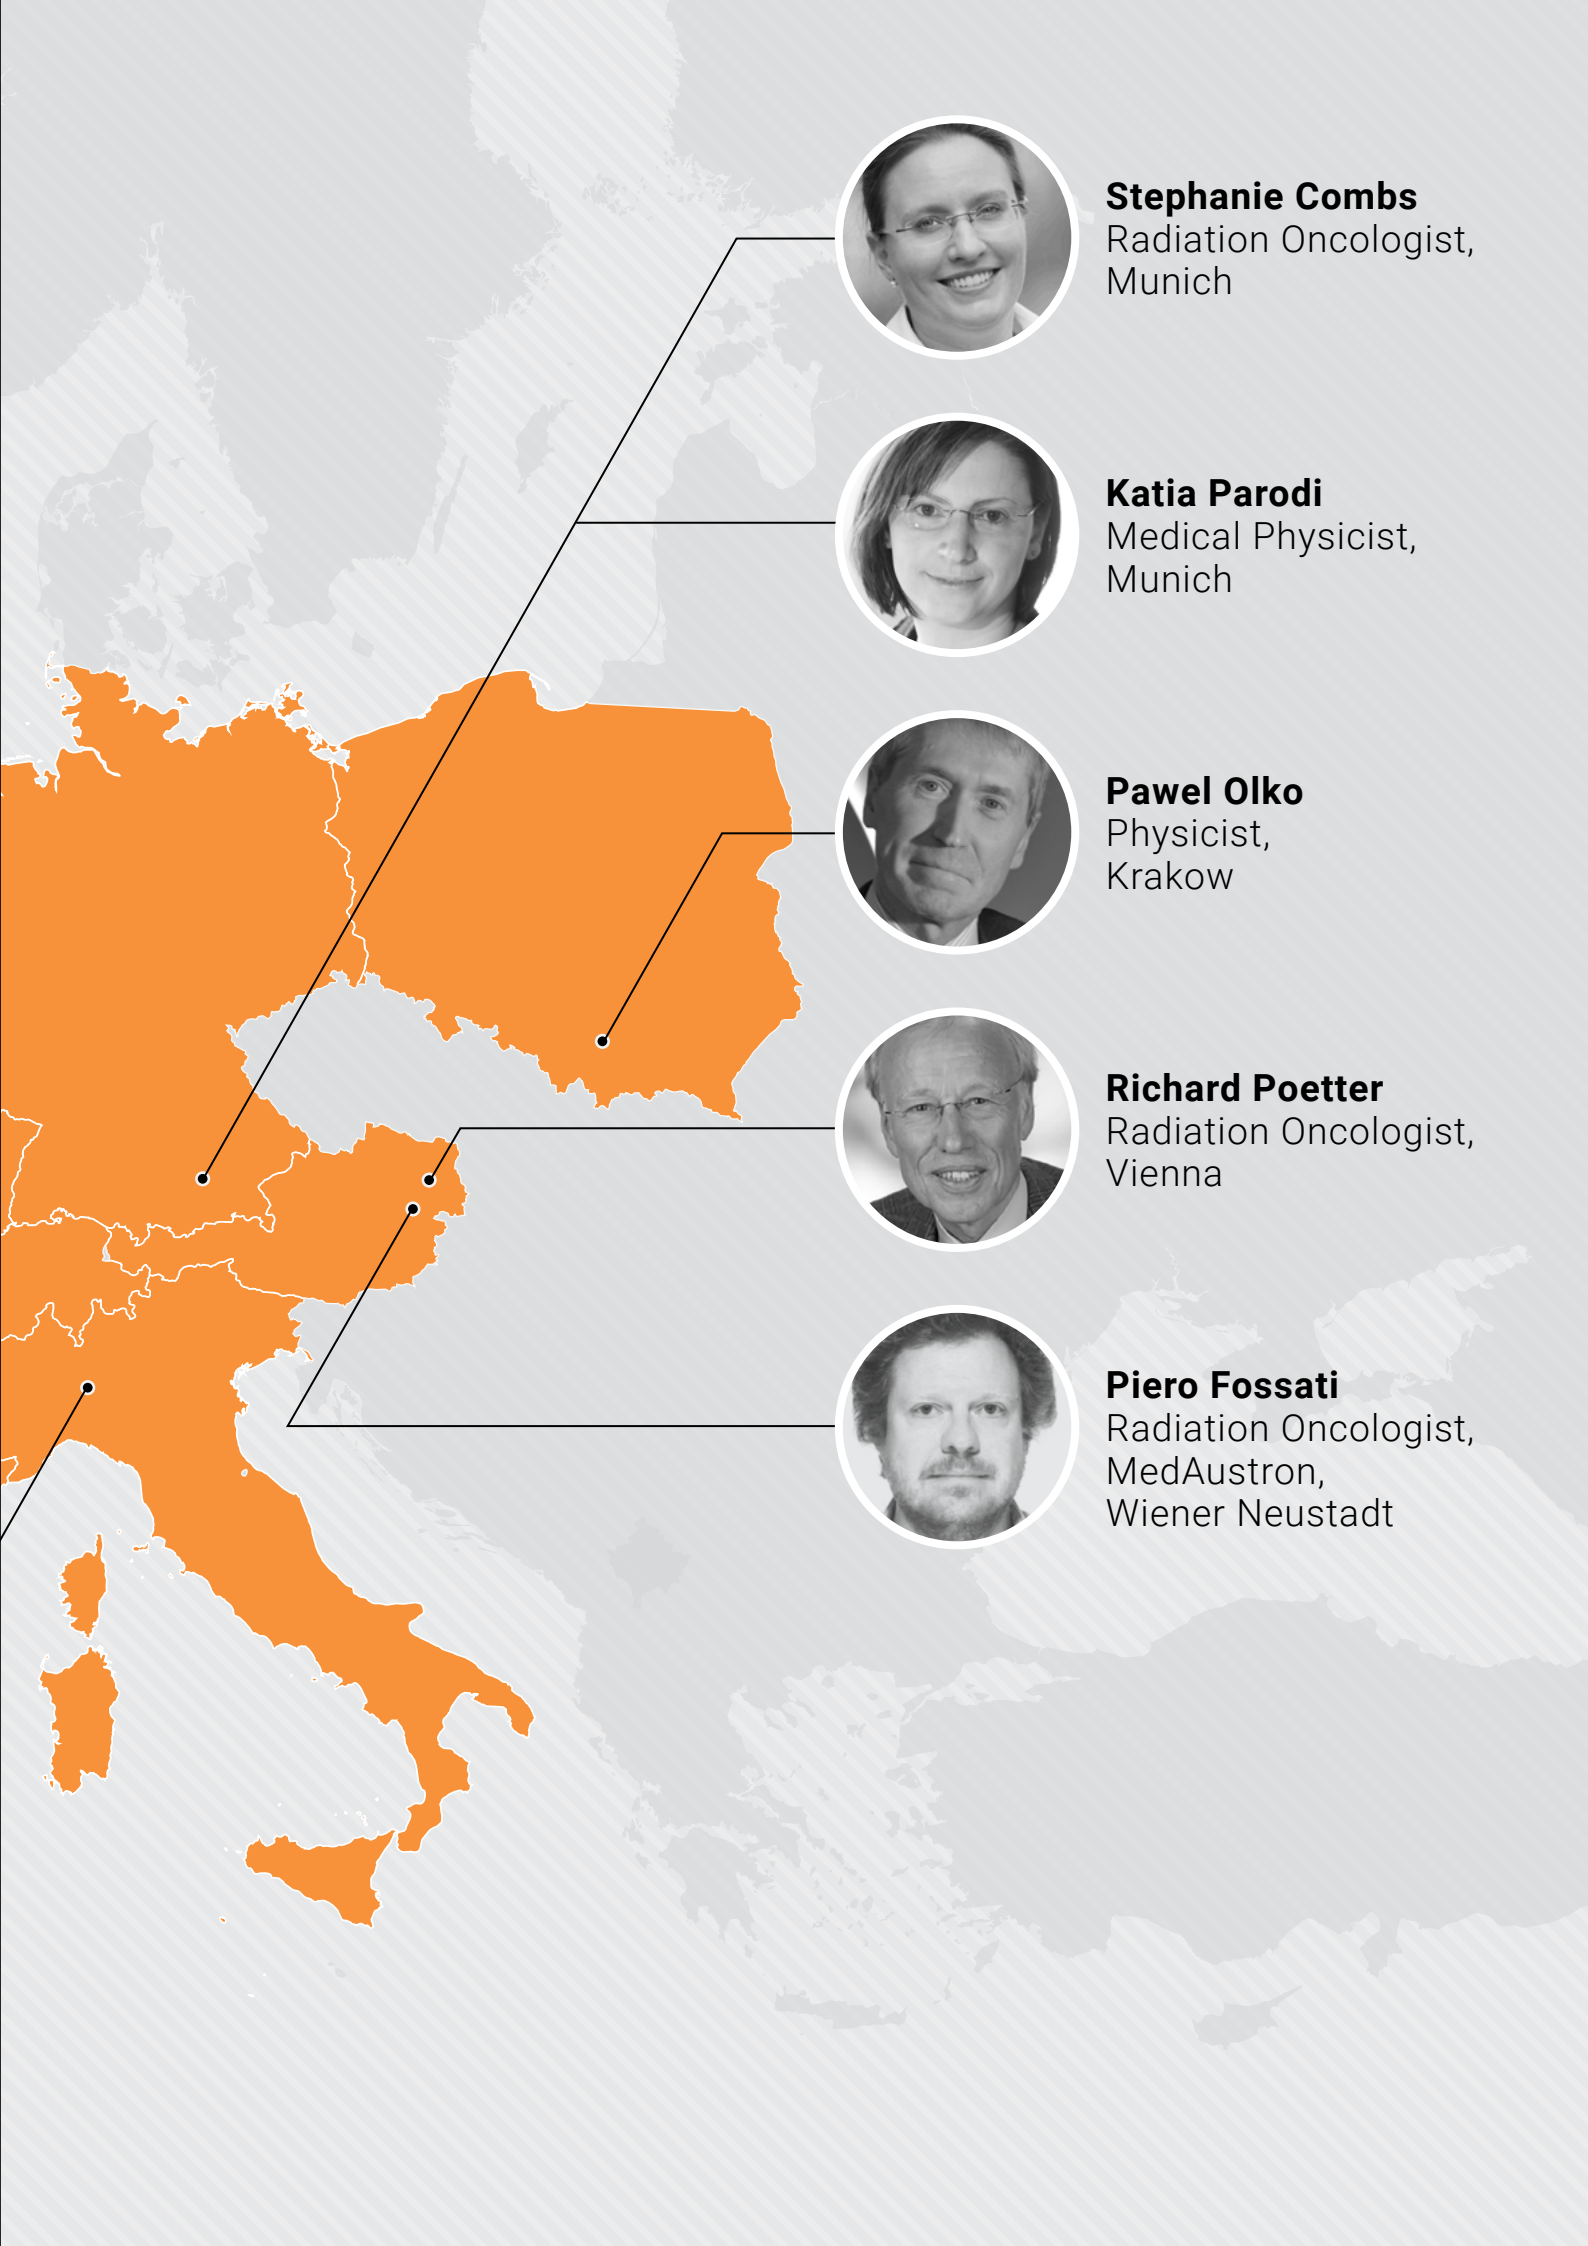 Stephanie Combs
Radiation Oncologist,
Munich
Katia Parodi
Medical Physicist,
Munich
Pawel Olko
Physicist,
Krakow
Richard Poetter
Radiation Oncologist,
Vienna
Piero Fossati
Radiation Oncologist,
MedAustron,
Wiener Neustadt